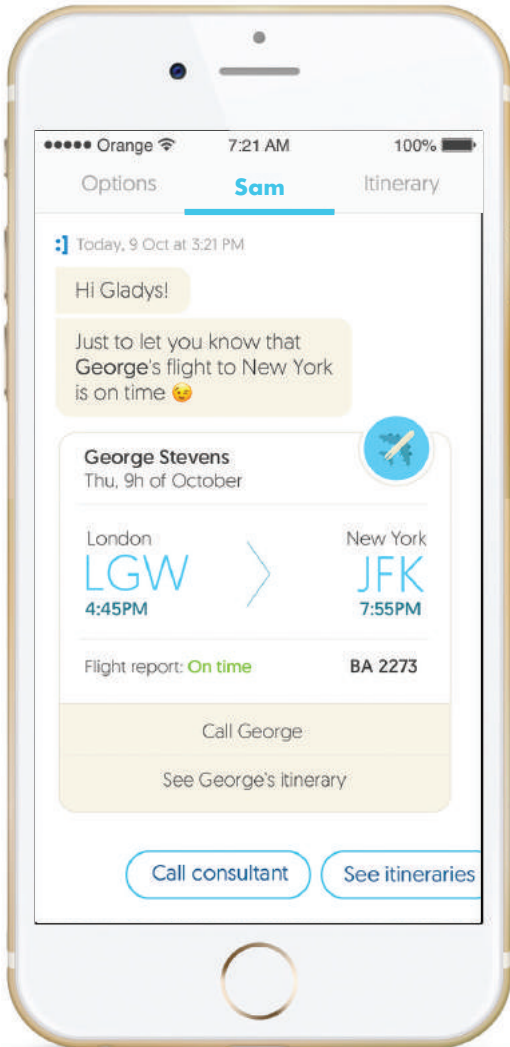 ●●●●● Orange 7:21 AM 100%
Options Sam Itinerary
:] Today, 9 Oct at 3:21 PM
Hi Gladys!
Just to let you know that
George's flight to New York
is on time 😉
George Stevens
Thu, 9h of October
London New York
LGW > JFK
4:45PM 7:55PM
Flight report: On time BA 2273
Call George
See George's itinerary
Call consultant See itineraries